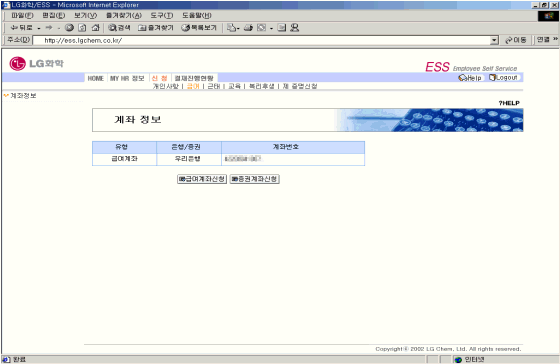 LG화학/ESS - Microsoft Internet Explorer
파일(F) 편집(E) 보기(V) 즐겨찾기(A) 도구(T) 도움말(H)
뒤로 검색 즐겨찾기 목록보기
주소(D) http://ess.lgchem.co.kr/ 이동 연결 »
LG화학
ESS Employee Self Service
HOME MY HR 정보 신 청 결재진행현황 Help Logout
개인사항 | 급여 | 근태 | 교육 | 복리후생 | 제 증명신청
계좌정보
?HELP
계좌 정보
유형 은행/증권 계좌번호
급여계좌 우리은행
급여계좌신청 증권계좌신청
Copyright © 2002 LG Chem, Ltd. All rights reserved.
완료 인터넷